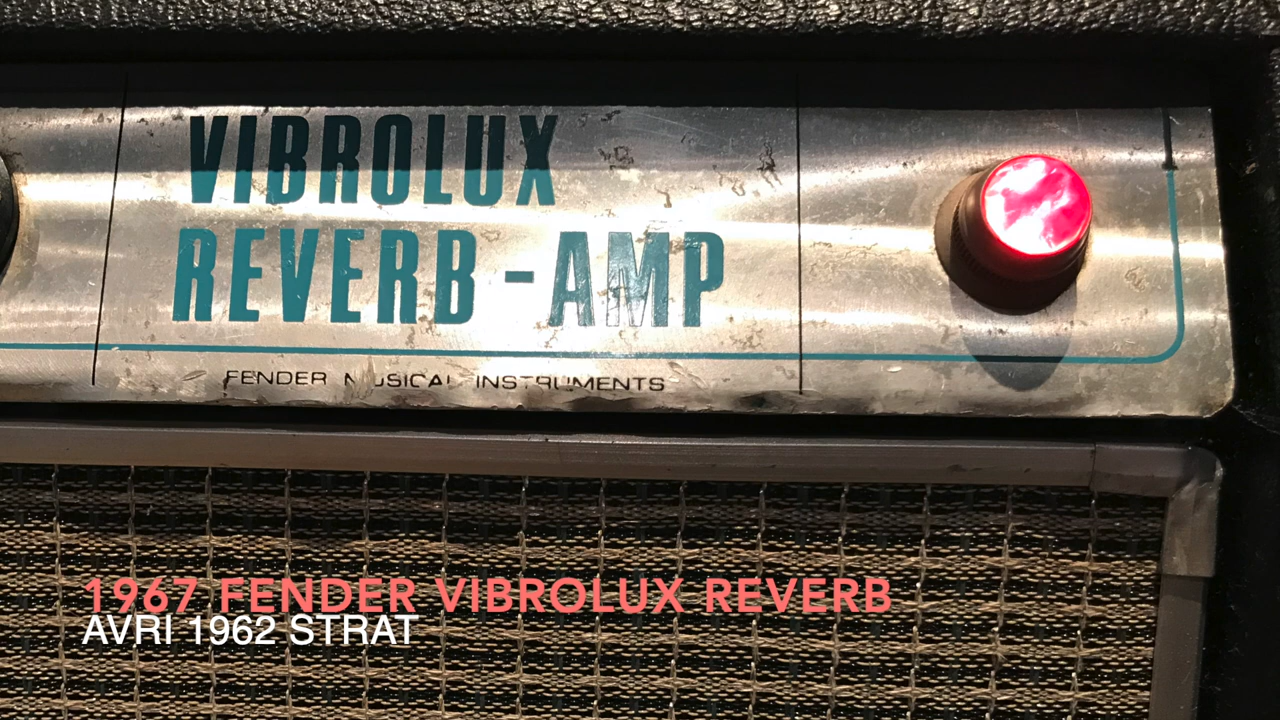 VIBROLUX
REVERB-AMP
FENDER MUSICAL INSTRUMENTS
1967 FENDER VIBROLUX REVERB
AVRI 1962 STRAT